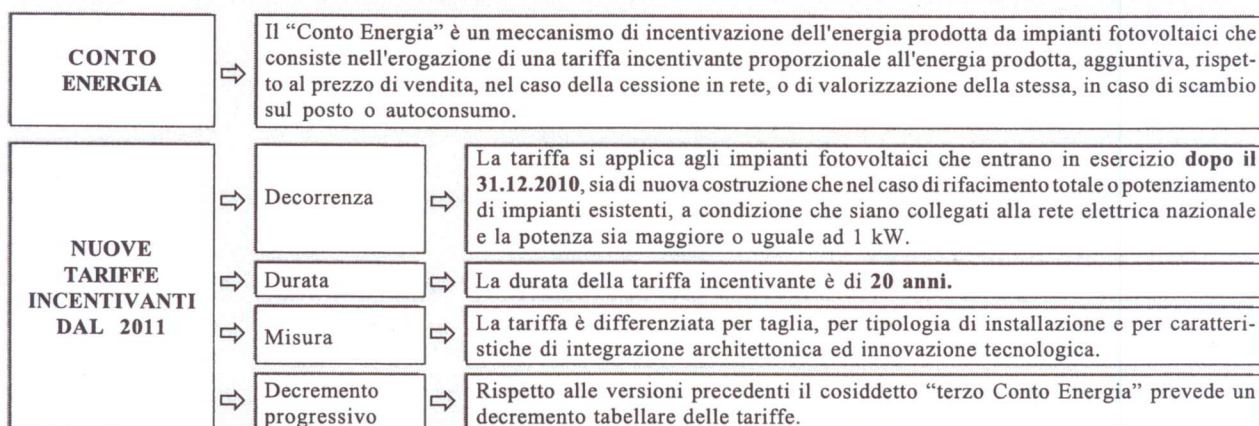 CONTO
ENERGIA
Il “Conto Energia” è un meccanismo di incentivazione dell'energia prodotta da impianti fotovoltaici che
consiste nell'erogazione di una tariffa incentivante proporzionale all'energia prodotta, aggiuntiva, rispet-
to al prezzo di vendita, nel caso della cessione in rete, o di valorizzazione della stessa, in caso di scambio
sul posto o autoconsumo.
NUOVE
TARIFFE
INCENTIVANTI
DAL 2011
Decorrenza
La tariffa si applica agli impianti fotovoltaici che entrano in esercizio dopo il
31.12.2010, sia di nuova costruzione che nel caso di rifacimento totale o potenziamento
di impianti esistenti, a condizione che siano collegati alla rete elettrica nazionale
e la potenza sia maggiore o uguale ad 1 kW.
Durata
La durata della tariffa incentivante è di 20 anni.
Misura
La tariffa è differenziata per taglia, per tipologia di installazione e per caratteri-
stiche di integrazione architettonica ed innovazione tecnologica.
Decremento
progressivo
Rispetto alle versioni precedenti il cosiddetto “terzo Conto Energia” prevede un
decremento tabellare delle tariffe.